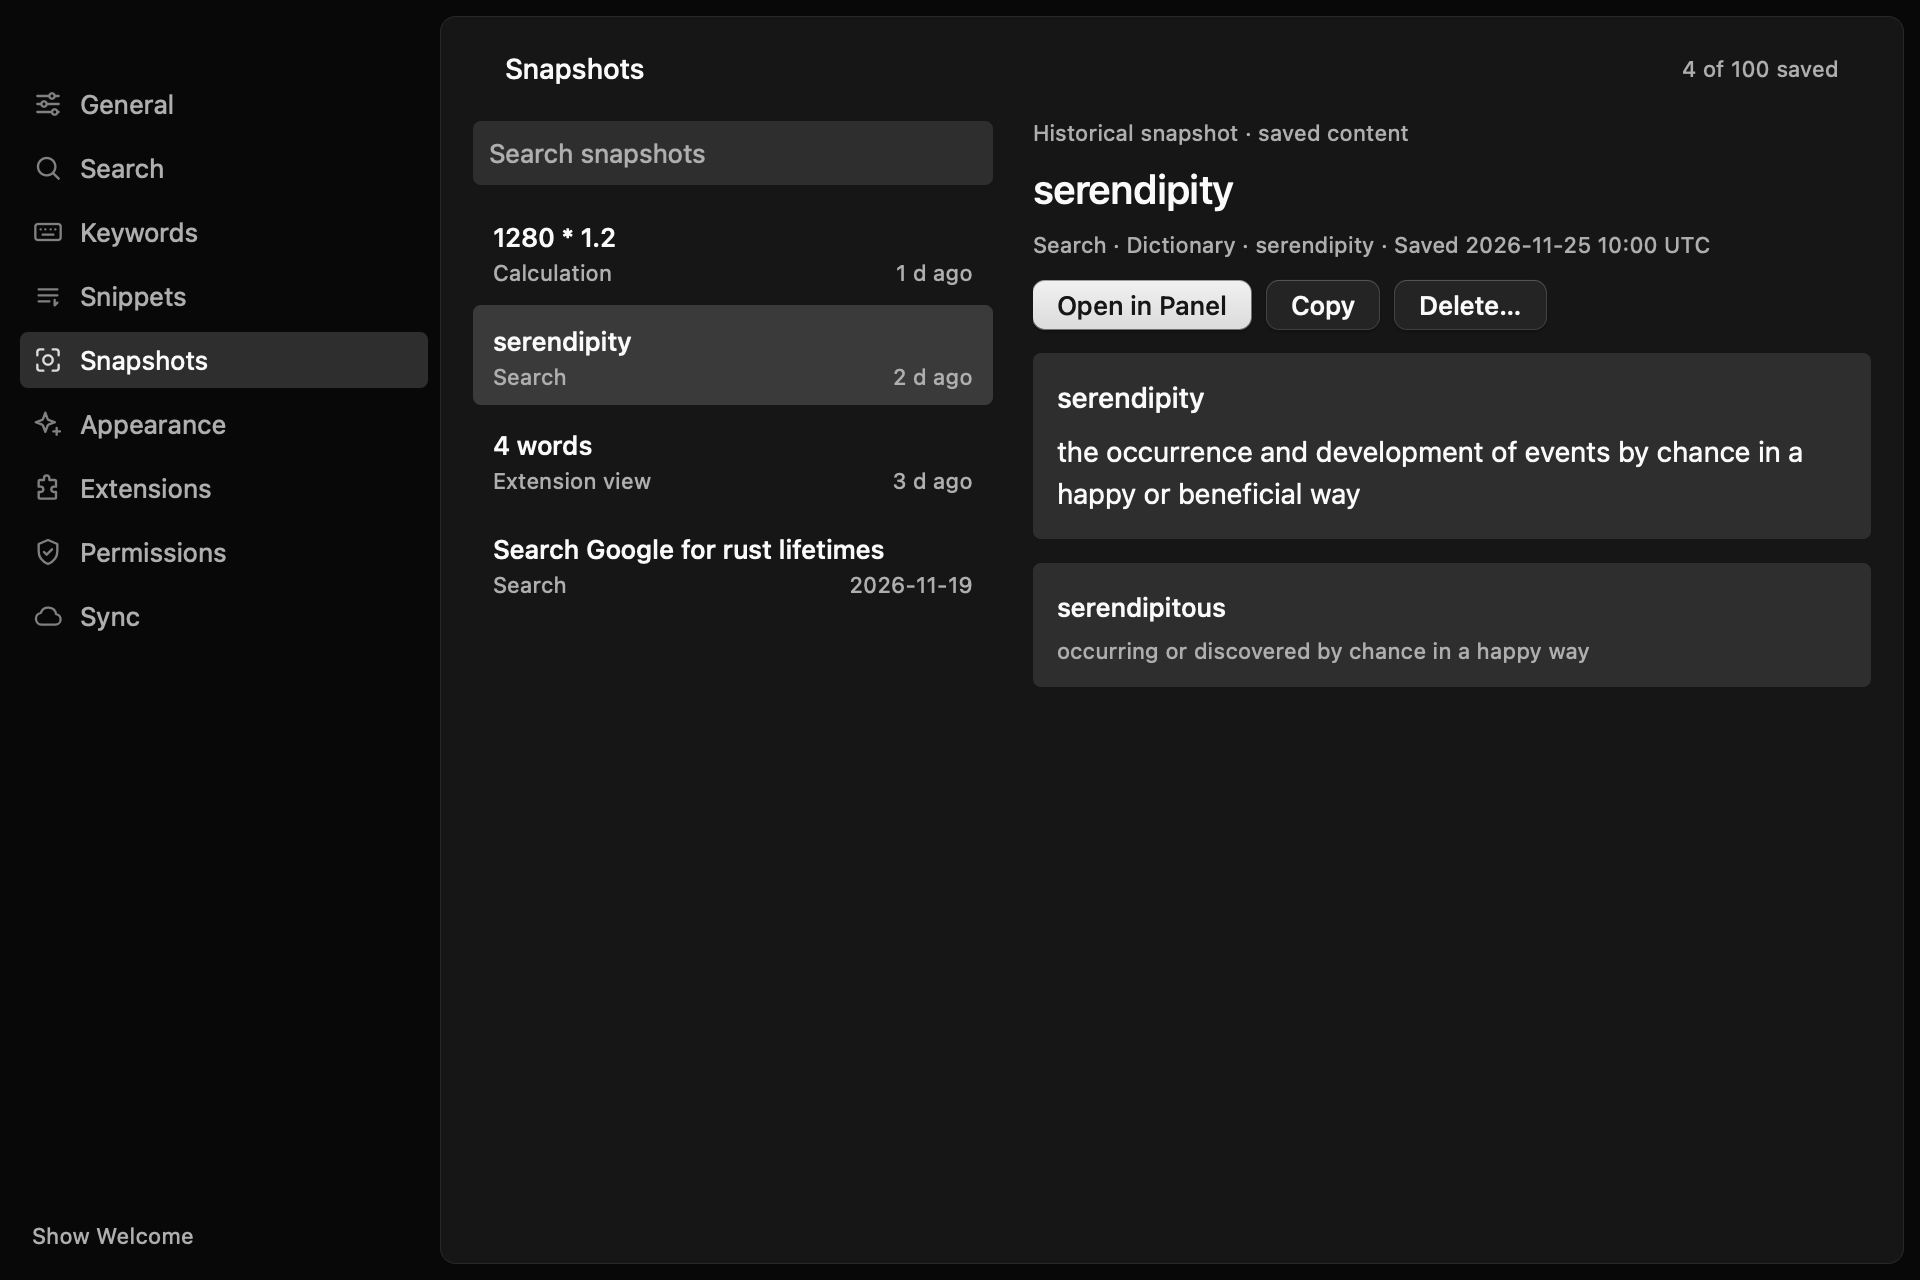 General
Search
Keywords
Snippets
Snapshots
Appearance
Extensions
Permissions
Sync
Show Welcome
Snapshots
4 of 100 saved
Search snapshots
1280 * 1.2
Calculation 1 d ago
serendipity
Search 2 d ago
4 words
Extension view 3 d ago
Search Google for rust lifetimes
Search 2026-11-19
Historical snapshot · saved content
serendipity
Search · Dictionary · serendipity · Saved 2026-11-25 10:00 UTC
Open in Panel Copy Delete...
serendipity
the occurrence and development of events by chance in a
happy or beneficial way
serendipitous
occurring or discovered by chance in a happy way